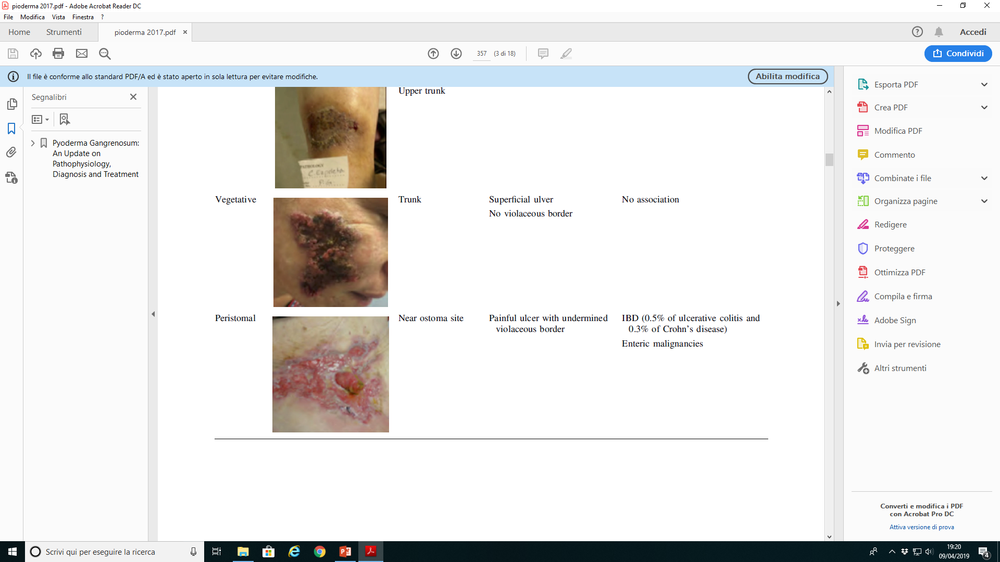 pioderma 2017.pdf - Adobe Acrobat Reader DC
File Modifica Vista Finestra ?
Home Strumenti pioderma 2017.pdf × Accedi
357 (3 di 18) Condividi
Il file è conforme allo standard PDF/A ed è stato aperto in sola lettura per evitare modifiche. Abilita modifica
Segnalibri
Pyoderma Gangrenosum:
An Update on
Pathophysiology,
Diagnosis and Treatment
Upper trunk
PATHOLOGY
Vegetative Trunk Superficial ulver No association
No violaceous border
Peristomal Near ostoma site Painful ulcer with undermined IBD (0.5% of ulcerative colitis and
violaceous border 0.3% of Crohn's disease)
Enteric malignancies
Esporta PDF
Crea PDF
Modifica PDF
Commento
Combinate i file
Organizza pagine
Redigere
Proteggere
Ottimizza PDF
Compila e firma
Adobe Sign
Invia per revisione
Altri strumenti
Converti e modifica i PDF
con Acrobat Pro DC
Attiva versione di prova
Scrivi qui per eseguire la ricerca
19:20
09/04/2019
4